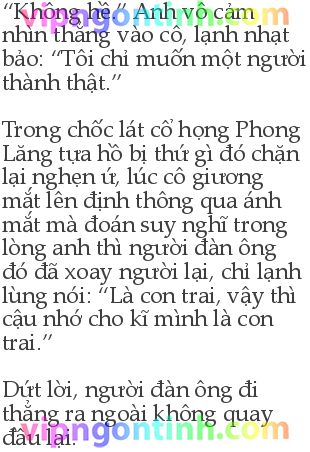 “Không hề.” Anh vô cảm
nhìn thẳng vào cô, lạnh nhạt
bảo: “Tôi chỉ muốn một người
thành thật.”
Trong chốc lát cổ họng Phong
Lăng tựa hồ bị thứ gì đó chặn
lại nghẹn ứ, lúc cô giương
mắt lên định thông qua ánh
mắt mà đoán suy nghĩ trong
lòng anh thì người đàn ông
đó đã xoay người lại, chỉ lạnh
lùng nói: “Là con trai, vậy thì
cậu nhớ cho kĩ mình là con
trai.”
Dứt lời, người đàn ông đi
thẳng ra ngoài không quay
đầu lại.
vipngontinh.com
vipngontinh.com